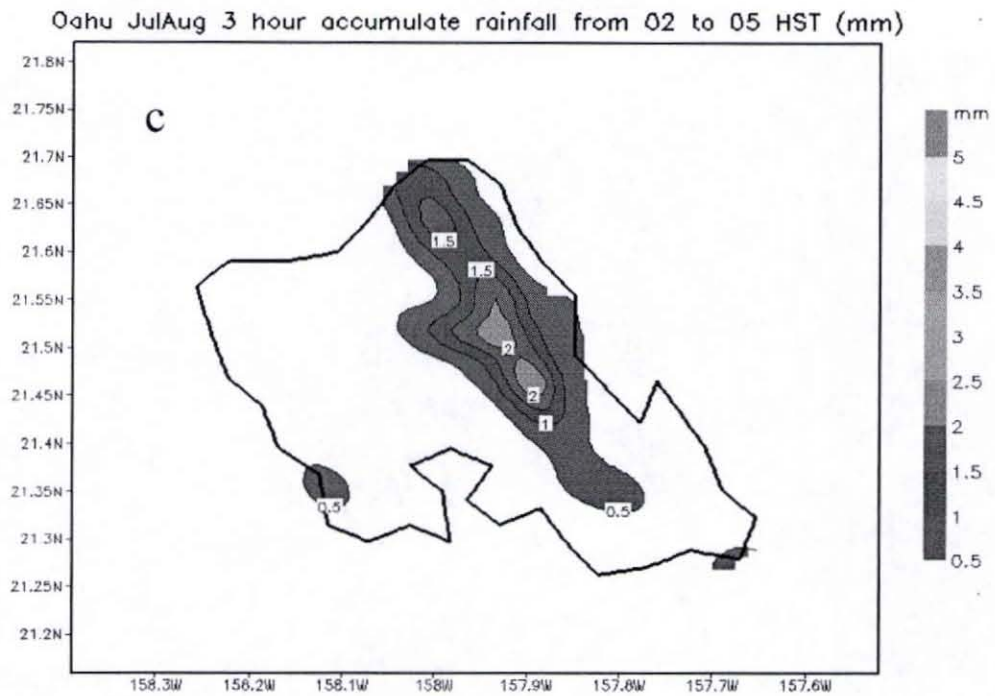 Oahu JulAug 3 hour accumulate rainfall from 02 to 05 HST (mm)
c
21.8N
21.75N
21.7N
21.65N
21.6N
21.55N
21.5N
21.45N
21.4N
21.35N
21.3N
21.25N
21.2N
158.3W
156.2W
158.1W
158W
157.9W
157.8W
157.7W
157.6W
1.5
1.5
2
2
1
0.5
0.5
mm
5
4.5
4
3.5
3
2.5
2
1.5
1
0.5